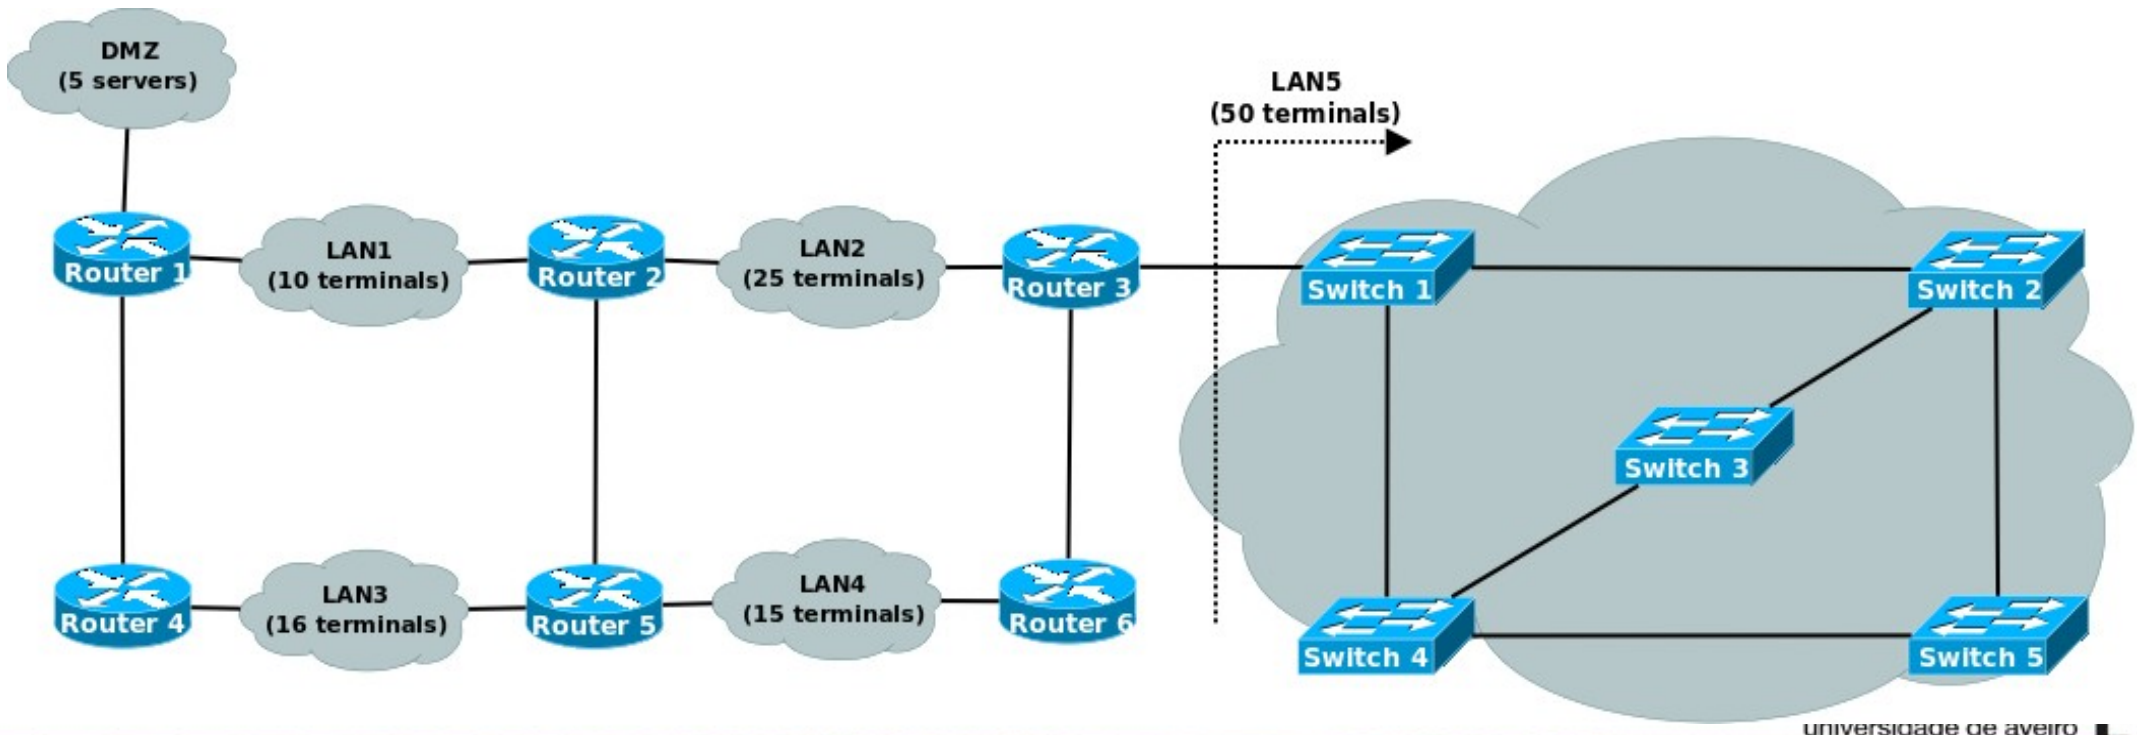 DMZ
(5 servers)
LAN5
(50 terminals)
Router 1
LAN1
(10 terminals)
Router 2
LAN2
(25 terminals)
Router 3
Switch 1
Switch 2
Switch 3
Router 4
LAN3
(16 terminals)
Router 5
LAN4
(15 terminals)
Router 6
Switch 4
Switch 5
universidade de aveiro